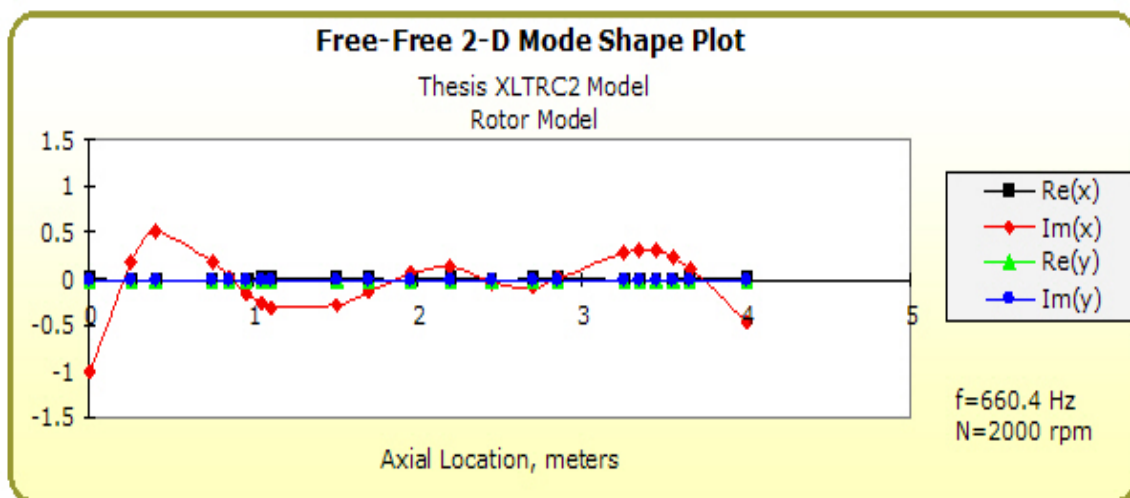 Free-Free 2-D Mode Shape Plot
Thesis XLTRC2 Model
Rotor Model
1.5
1
0.5
0
-0.5
-1
-1.5
0 1 2 3 4 5
Axial Location, meters
Re(x)
Im(x)
Re(y)
Im(y)
f=660.4 Hz
N=2000 rpm